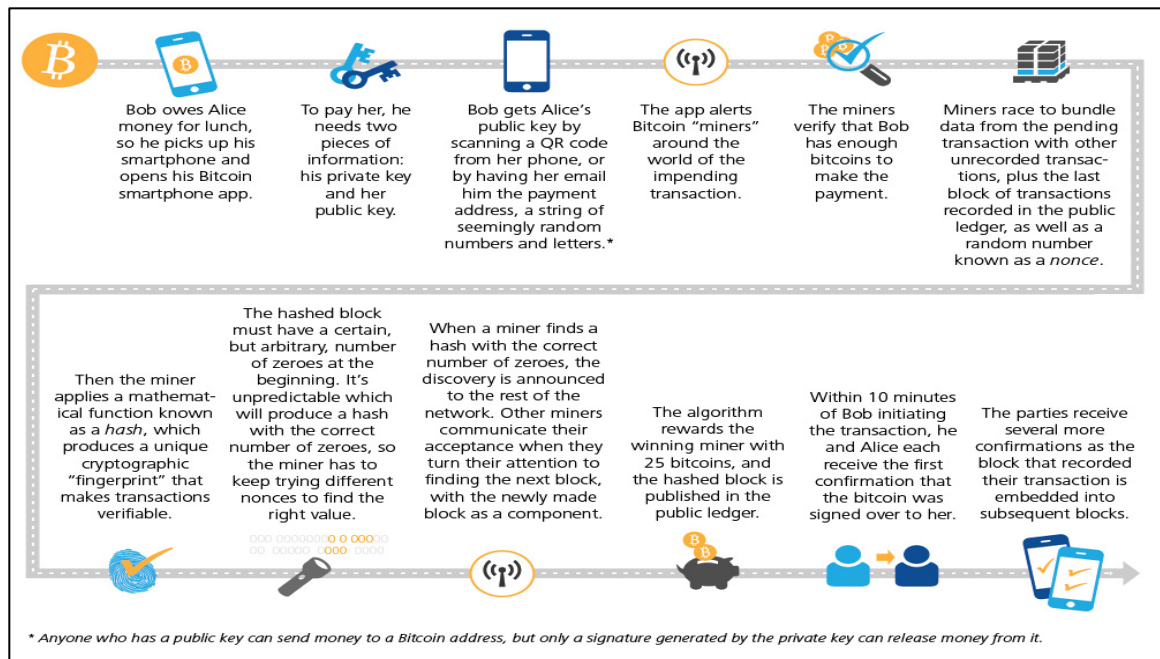 Bob owes Alice
money for lunch,
so he picks up his
smartphone and
opens his Bitcoin
smartphone app.
To pay her, he
needs two
pieces of
information:
his private key
and her
public key.
Bob gets Alice’s
public key by
scanning a QR code
from her phone, or
by having her email
him the payment
address, a string of
seemingly random
numbers and letters.*
The app alerts
Bitcoin “miners”
around the
world of the
impending
transaction.
The miners
verify that Bob
has enough
bitcoins to
make the
payment.
Miners race to bundle
data from the pending
transaction with other
unrecorded transac-
tions, plus the last
block of transactions
recorded in the public
ledger, as well as a
random number
known as a nonce.
Then the miner
applies a mathemat-
ical function known
as a hash, which
produces a unique
cryptographic
“fingerprint” that
makes transactions
verifiable.
The hashed block
must have a certain,
but arbitrary, number
of zeroes at the
beginning. It’s
unpredictable which
will produce a hash
with the correct
number of zeroes, so
the miner has to
keep trying different
nonces to find the
right value.
When a miner finds a
hash with the correct
number of zeroes, the
discovery is announced
to the rest of the
network. Other miners
communicate their
acceptance when they
turn their attention to
finding the next block,
with the newly made
block as a component.
The algorithm
rewards the
winning miner with
25 bitcoins, and
the hashed block is
published in the
public ledger.
Within 10 minutes
of Bob initiating
the transaction, he
and Alice each
receive the first
confirmation that
the bitcoin was
signed over to her.
The parties receive
several more
confirmations as the
block that recorded
their transaction is
embedded into
subsequent blocks.
* Anyone who has a public key can send money to a Bitcoin address, but only a signature generated by the private key can release money from it.